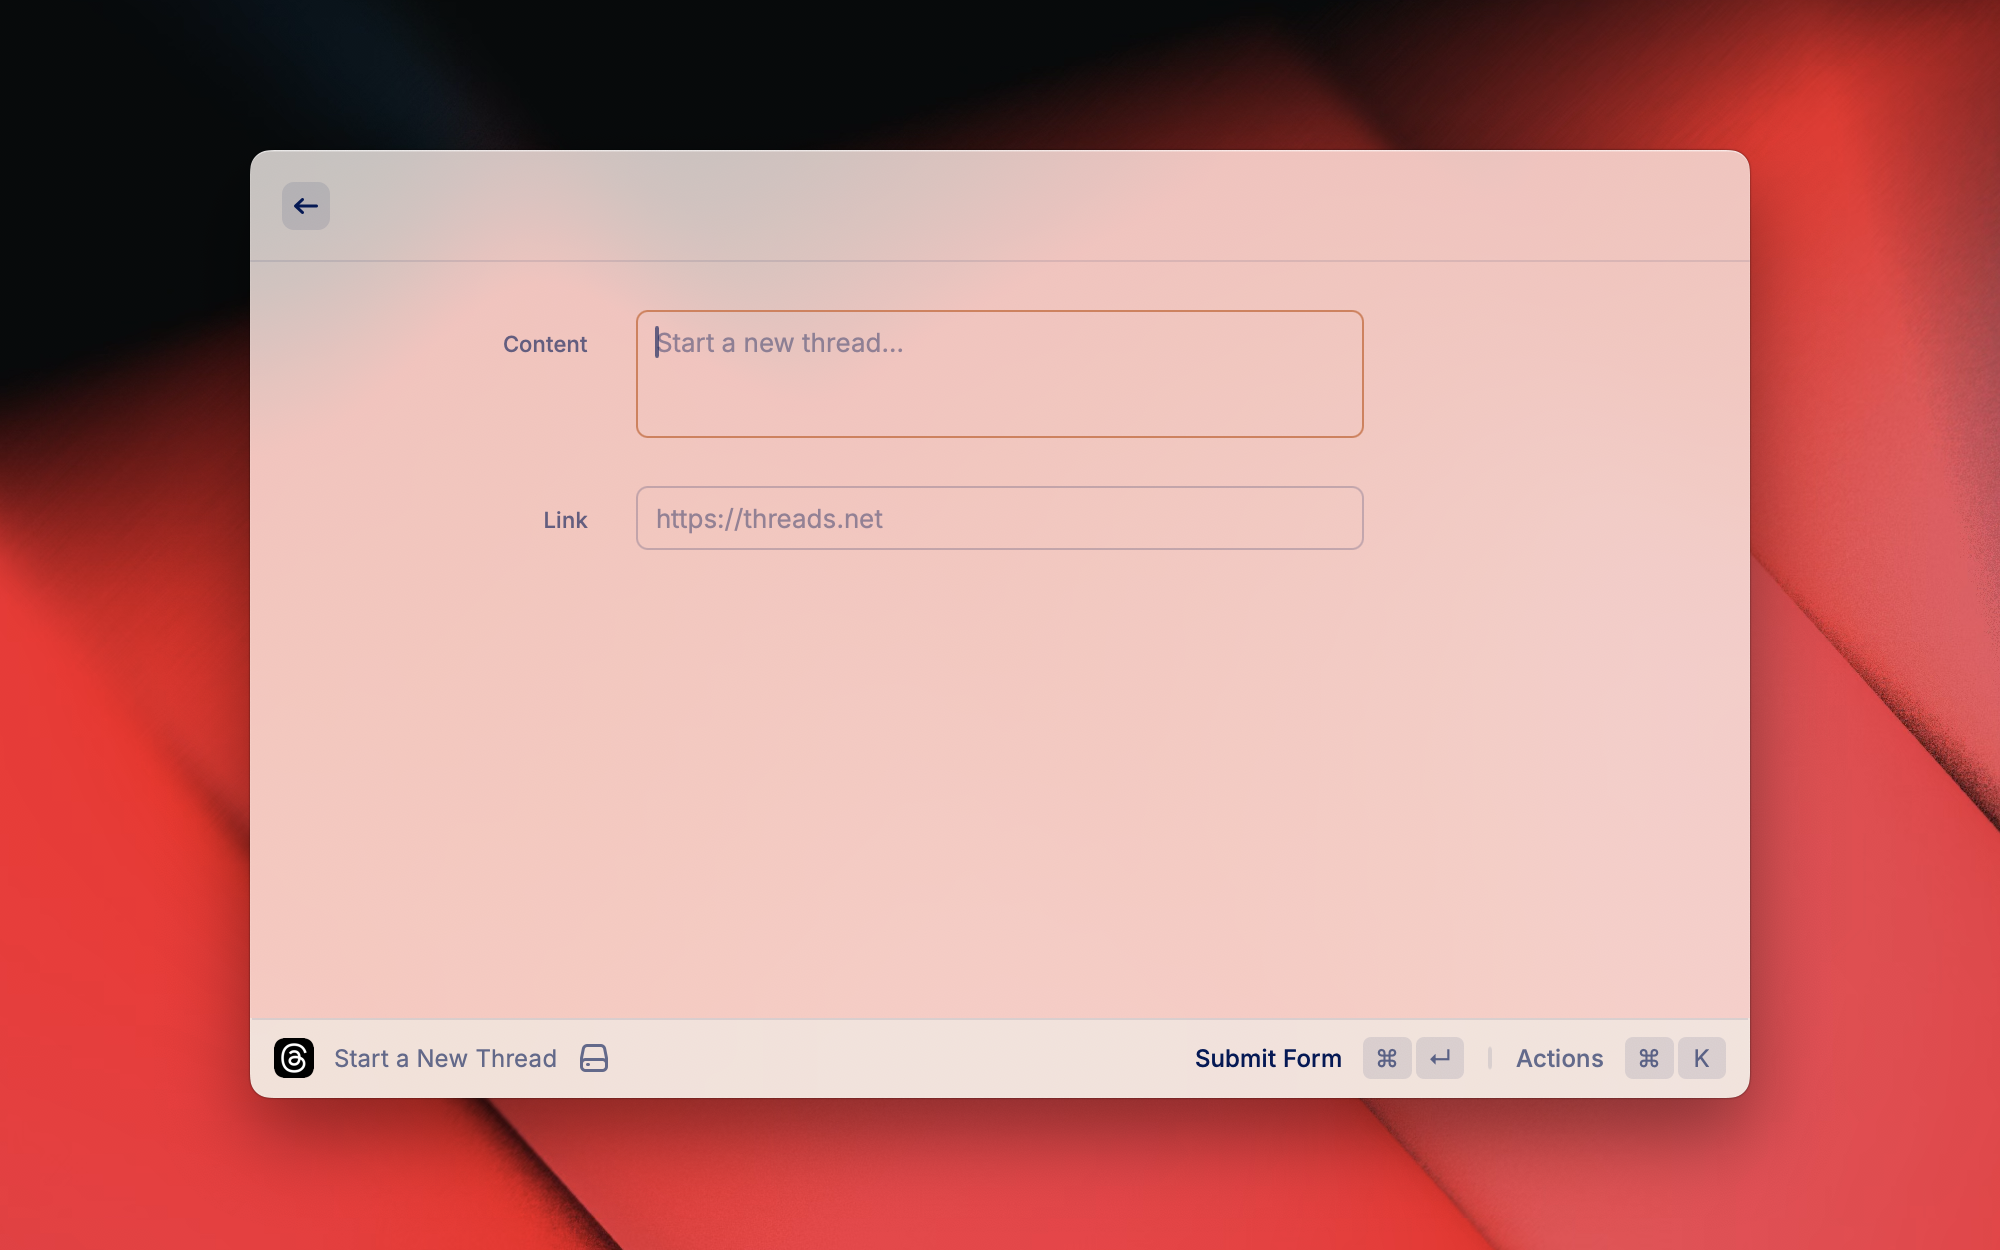 Content
Start a new thread...
Link
https://threads.net
Start a New Thread
Submit Form ⌘ ↵
Actions ⌘ K